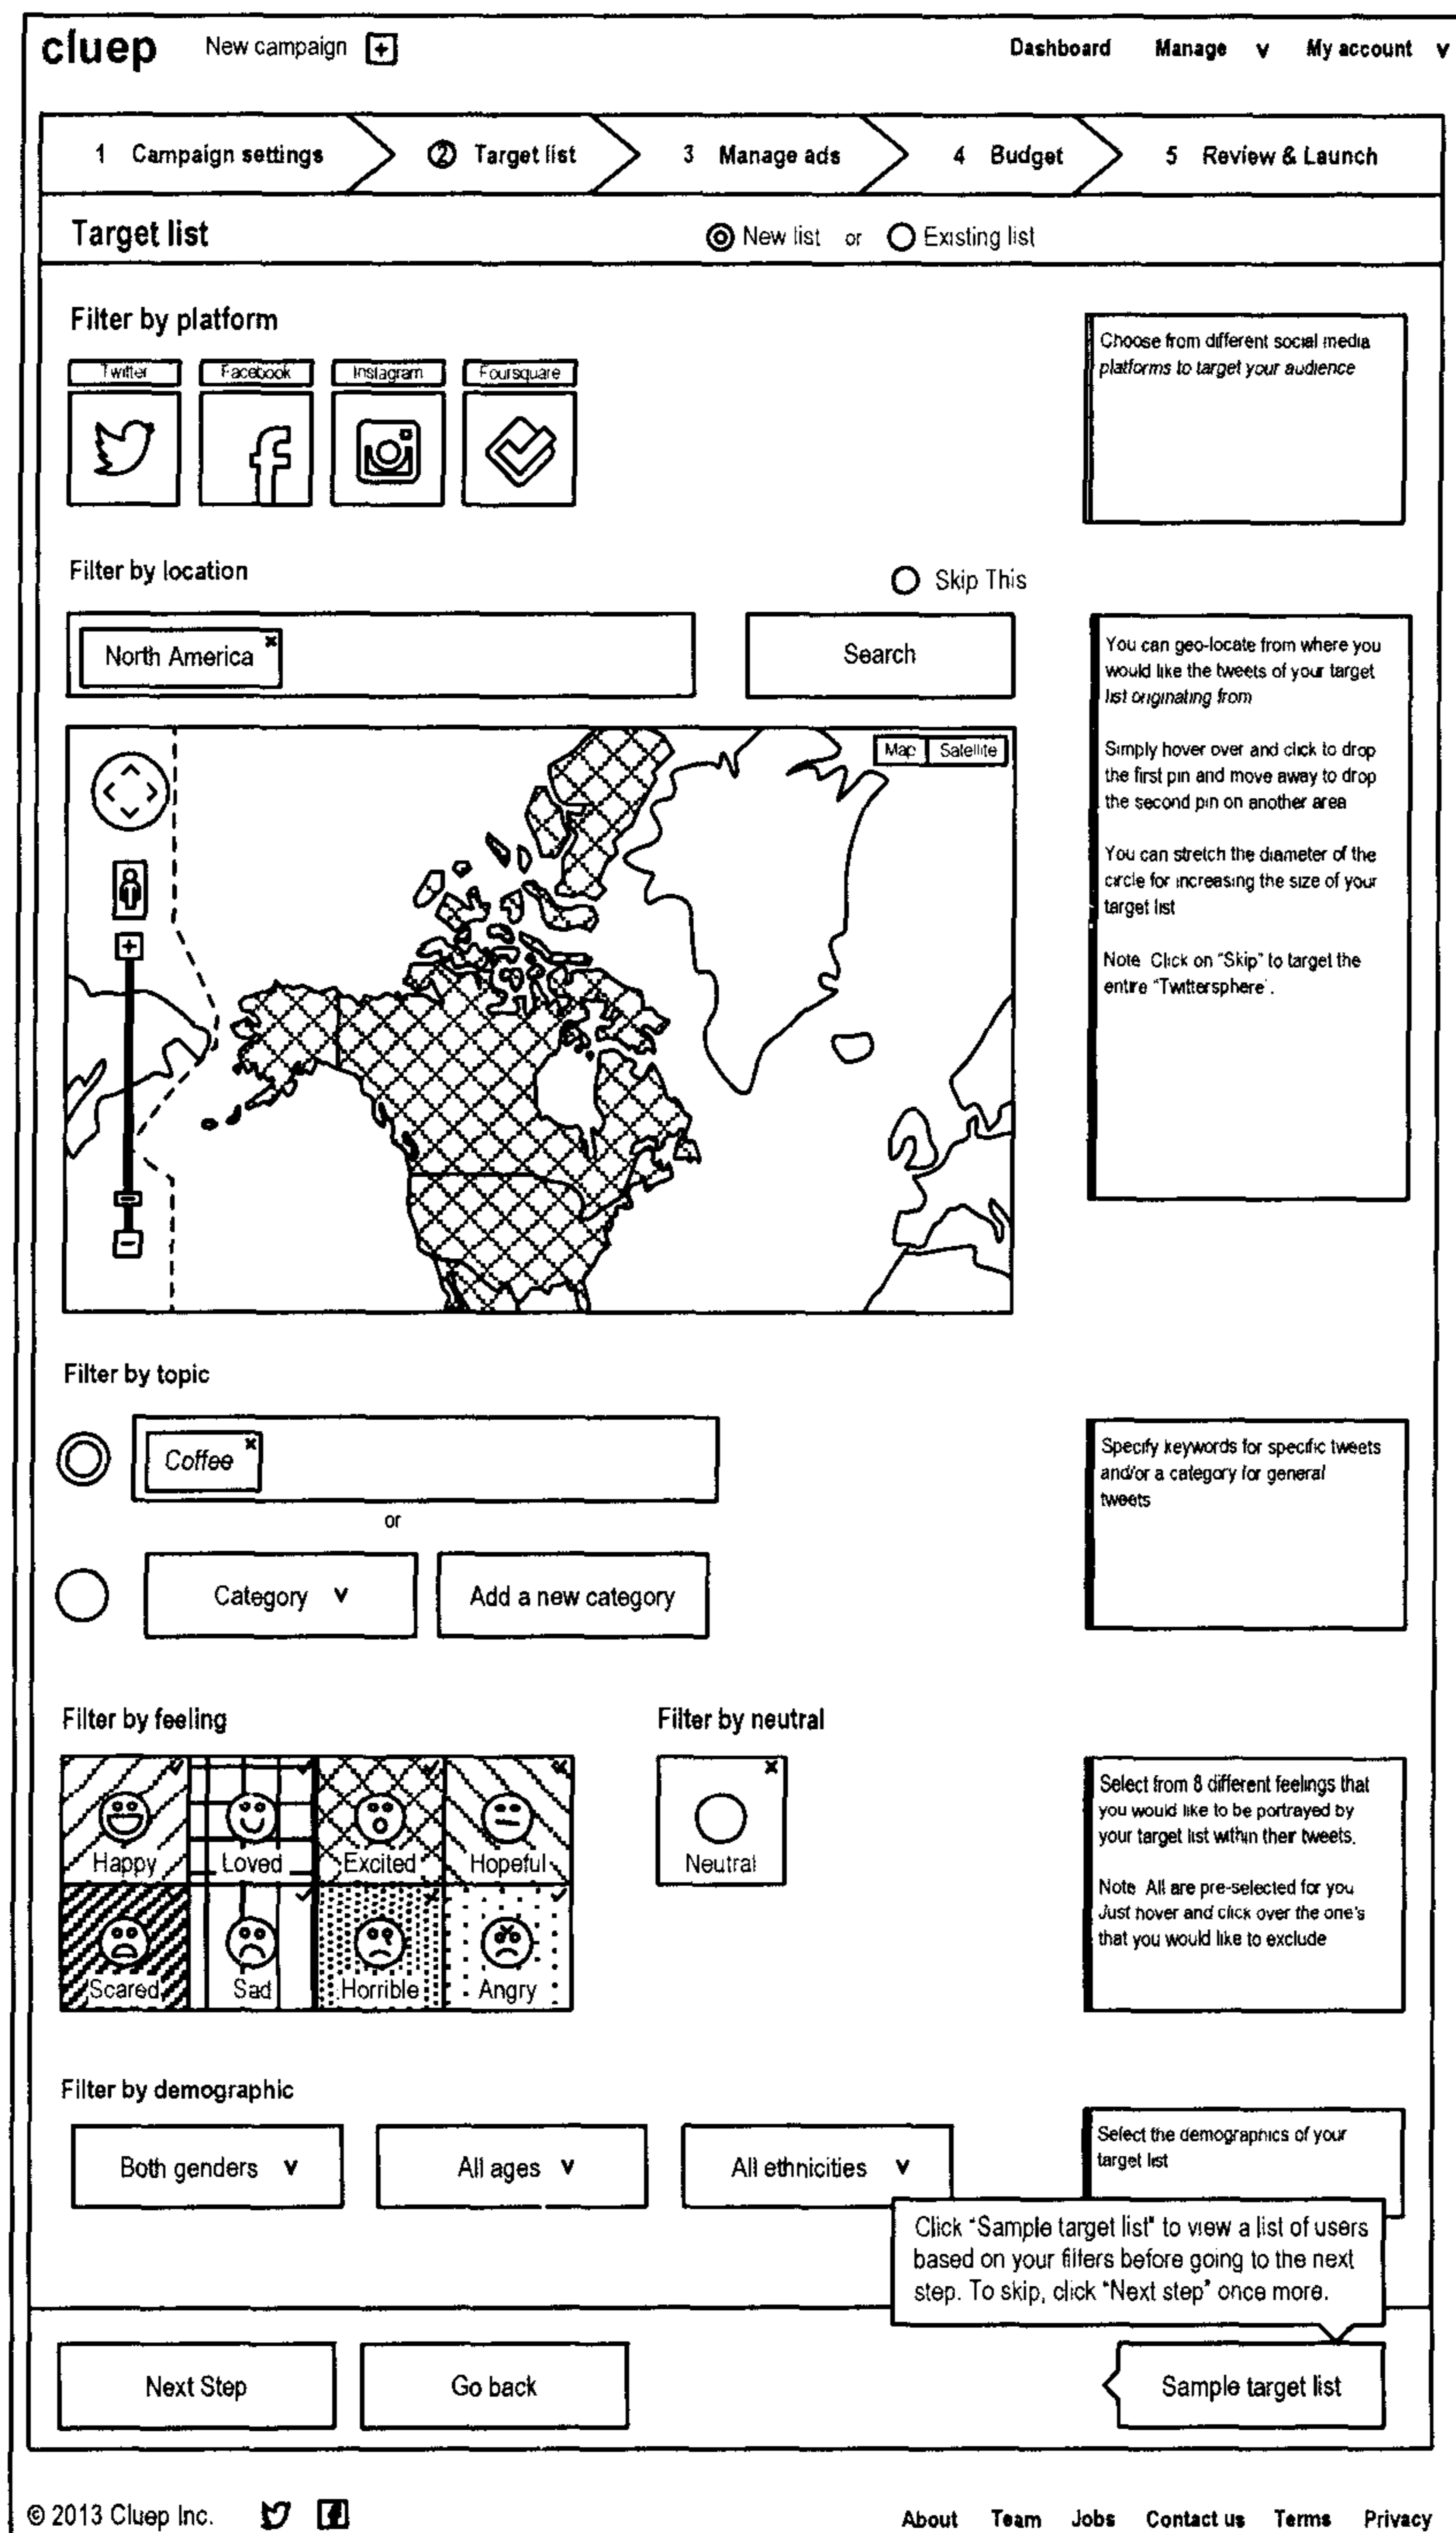 cluep New campaign + Dashboard Manage v My account v
1 Campaign settings 2 Target list 3 Manage ads 4 Budget 5 Review & Launch
Target list New list or Existing list
Filter by platform
Twitter Facebook Instagram Foursquare
Choose from different social media
platforms to target your audience
Filter by location Skip This
North America x Search
Map Satellite
You can geo-locate from where you
would like the tweets of your target
list originating from
Simply hover over and click to drop
the first pin and move away to drop
the second pin on another area
You can stretch the diameter of the
circle for increasing the size of your
target list
Note Click on "Skip" to target the
entire "Twittersphere'.
Filter by topic
Coffee x
or
Category v Add a new category
Specify keywords for specific tweets
and/or a category for general
tweets
Filter by feeling Filter by neutral
Happy Loved Excited Hopeful
Scared Sad Horrible Angry
x
Neutral
Select from 8 different feelings that
you would like to be portrayed by
your target list within their tweets.
Note All are pre-selected for you
Just hover and click over the one's
that you would like to exclude
Filter by demographic
Both genders v All ages v All ethnicities v
Select the demographics of your
target list
Click "Sample target list" to view a list of users
based on your filters before going to the next
step. To skip, click "Next step" once more.
Next Step Go back Sample target list
© 2013 Cluep Inc. About Team Jobs Contact us Terms Privacy